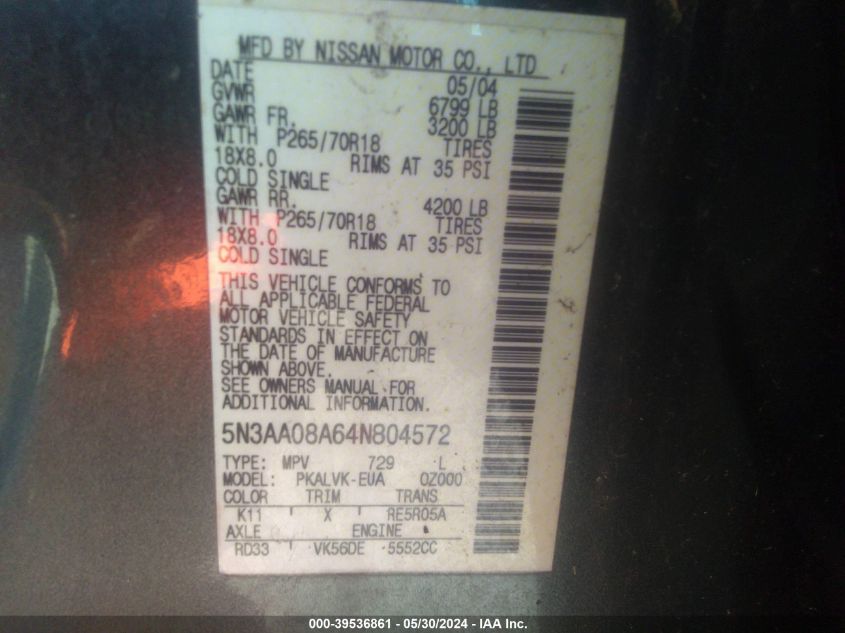 MFD BY NISSAN MOTOR CO., LTD
DATE 05/04
GVWR 6799 LB
GAWR FR. 3200 LB
WITH P265/70R18 TIRES
18X8.0 RIMS AT 35 PSI
COLD SINGLE
GAWR RR. 4200 LB
WITH P265/70R18 TIRES
18X8.0 RIMS AT 35 PSI
COLD SINGLE
THIS VEHICLE CONFORMS TO
ALL APPLICABLE FEDERAL
MOTOR VEHICLE SAFETY
STANDARDS IN EFFECT ON
THE DATE OF MANUFACTURE
SHOWN ABOVE.
SEE OWNERS MANUAL FOR
ADDITIONAL INFORMATION.
5N3AA08A64N804572
TYPE: MPV 729 L
MODEL: PKALVK-EUA 0Z000
COLOR TRIM TRANS
K11 X RE5R05A
AXLE ENGINE
RD33 VK56DE 5552CC
000-39536861 / 05/30/2024 - IAA Inc.